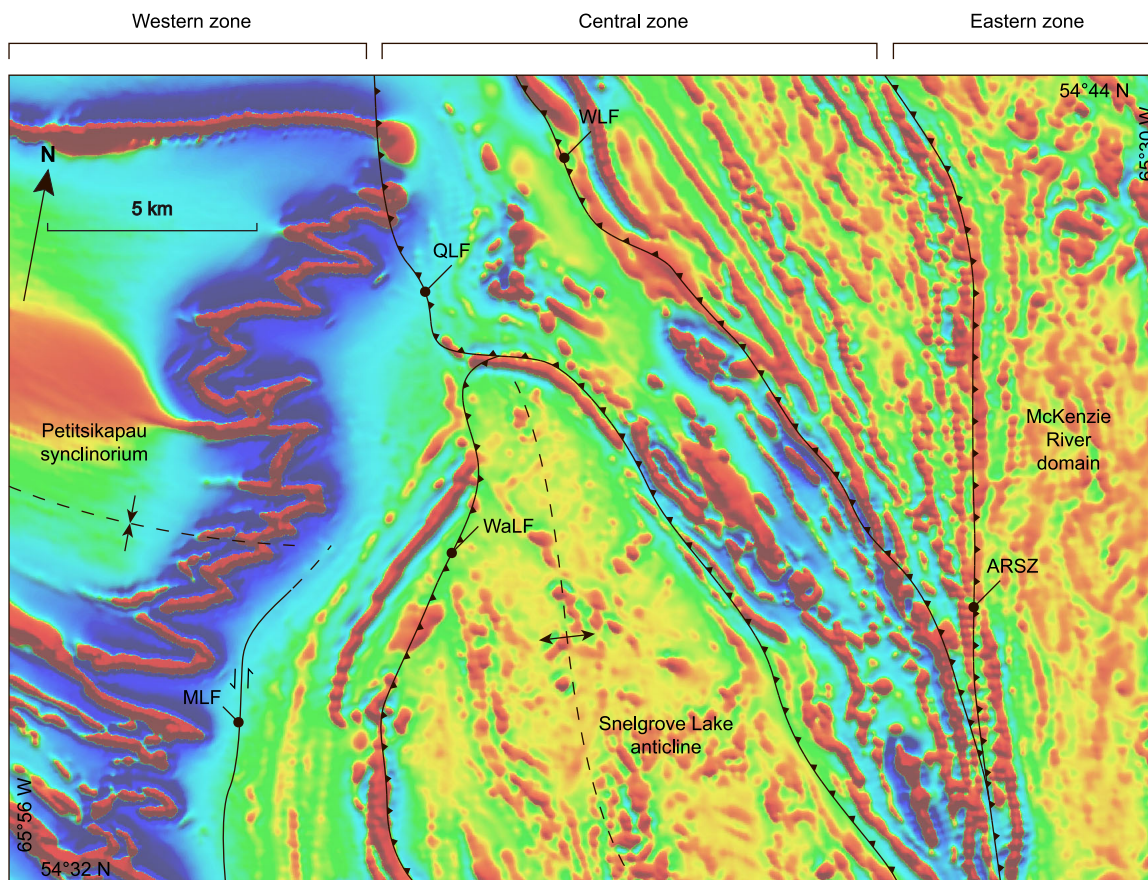 Western zone
Central zone
Eastern zone
54°44 N
65°30 W
N
5 km
WLF
QLF
Petitsikapau
synclinorium
McKenzie
River
domain
WaLF
ARSZ
MLF
Snelgrove Lake
anticline
65°56 W
54°32 N